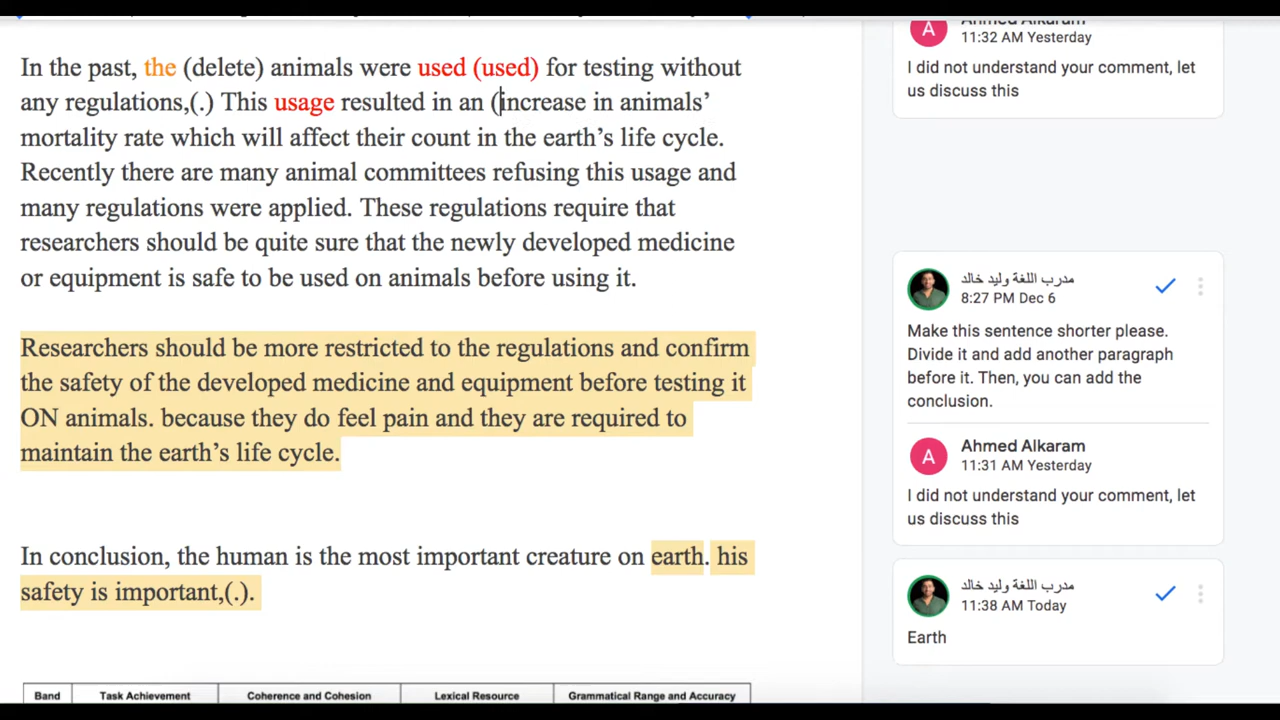 In the past, the (delete) animals were used (used) for testing without
any regulations,(.) This usage resulted in an (increase in animals’
mortality rate which will affect their count in the earth’s life cycle.
Recently there are many animal committees refusing this usage and
many regulations were applied. These regulations require that
researchers should be quite sure that the newly developed medicine
or equipment is safe to be used on animals before using it.
Researchers should be more restricted to the regulations and confirm
the safety of the developed medicine and equipment before testing it
ON animals. because they do feel pain and they are required to
maintain the earth’s life cycle.
In conclusion, the human is the most important creature on earth. his
safety is important,(.).
Band Task Achievement Coherence and Cohesion Lexical Resource Grammatical Range and Accuracy
A
Ahmed Alkaram
11:32 AM Yesterday
I did not understand your comment, let
us discuss this
مدرب اللغة وليد خالد
8:27 PM Dec 6
Make this sentence shorter please.
Divide it and add another paragraph
before it. Then, you can add the
conclusion.
A
Ahmed Alkaram
11:31 AM Yesterday
I did not understand your comment, let
us discuss this
مدرب اللغة وليد خالد
11:38 AM Today
Earth